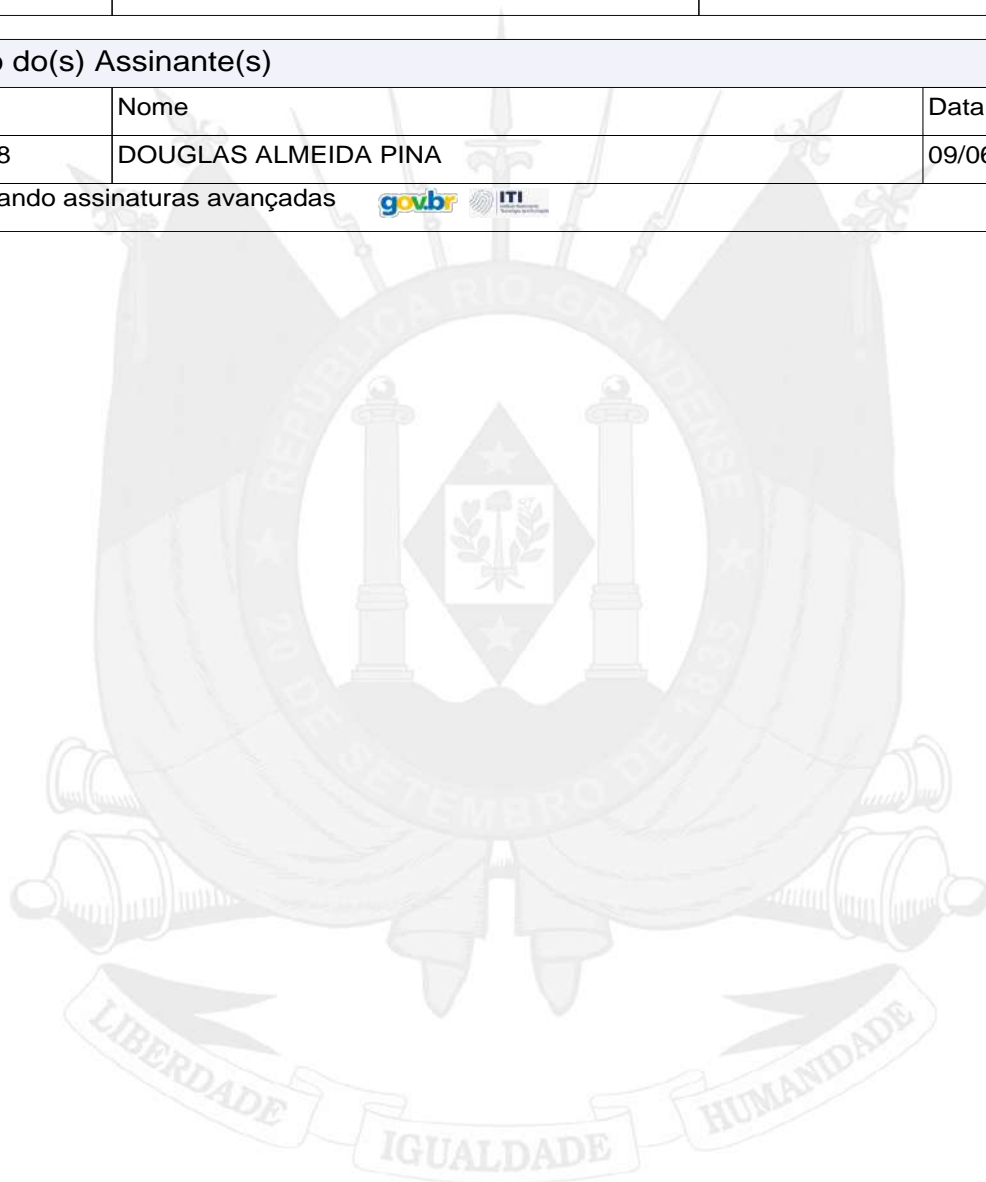 o do(s) Assinante(s)
Nome
Data
8
DOUGLAS ALMEIDA PINA
09/06
ando assinaturas avançadas
gov.br
ITI
REPÚBLICA RIO-GRANDENSE
20 DE SETEMBRO DE 1835
LIBERDADE
IGUALDADE
HUMANIDADE